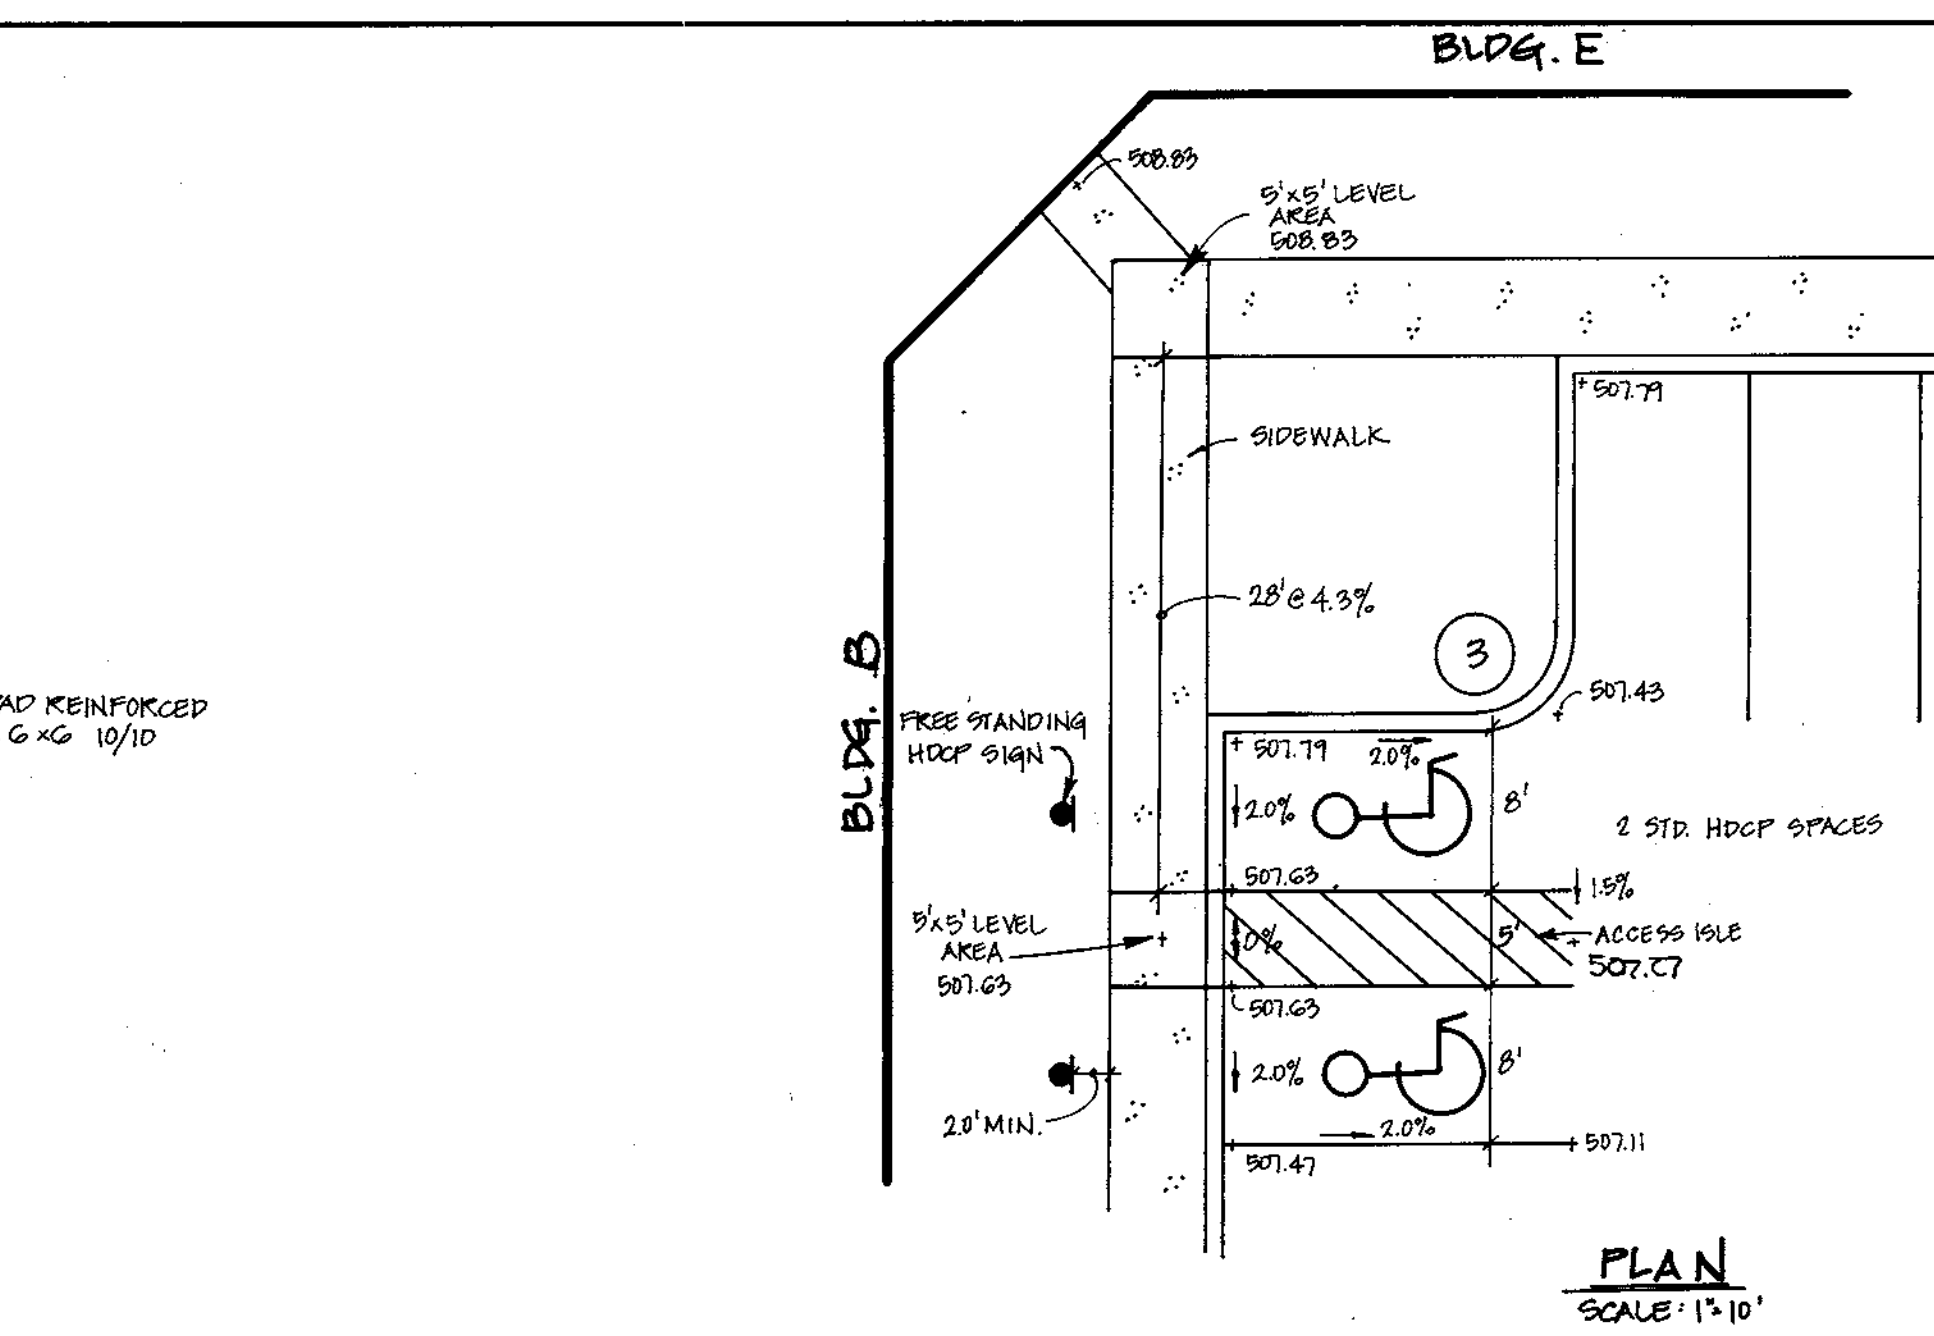 BLDG. E
508.83
5'x5' LEVEL
AREA
508.83
507.79
SIDEWALK
28' @ 4.3%
3
507.43
REINFORCED
6x6 10/10
BLDG. B
FREE STANDING
HDCP SIGN
507.79
2.0%
2.0%
8'
2 STD. HDCP SPACES
507.63
1.5%
5'x5' LEVEL
AREA
507.63
0%
5'
ACCESS ISLE
507.63
2.0%
8'
2.0' MIN.
2.0%
507.47
507.11
PLAN
SCALE: 1"=10'